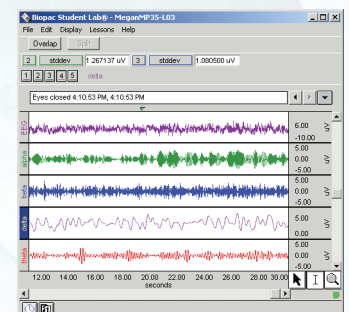 Biopac Student Lab® - MeganMP35-L03
File Edit Display Lessons Help
Overlap Split
2 stddev 1.267137 uV 3 stddev 1.080500 uV
1 2 3 4 5 delta
Eyes closed 4:10:53 PM, 4:10:53 PM
EEG 6.00 -10.00 uV
alpha 5.00 0.00 -5.00 uV
beta 5.00 0.00 -5.00 uV
delta 5.00 0.00 uV
theta 5.00 0.00 -5.00 uV
12.00 14.00 16.00 18.00 20.00 22.00 24.00 26.00 28.00 30.00
seconds